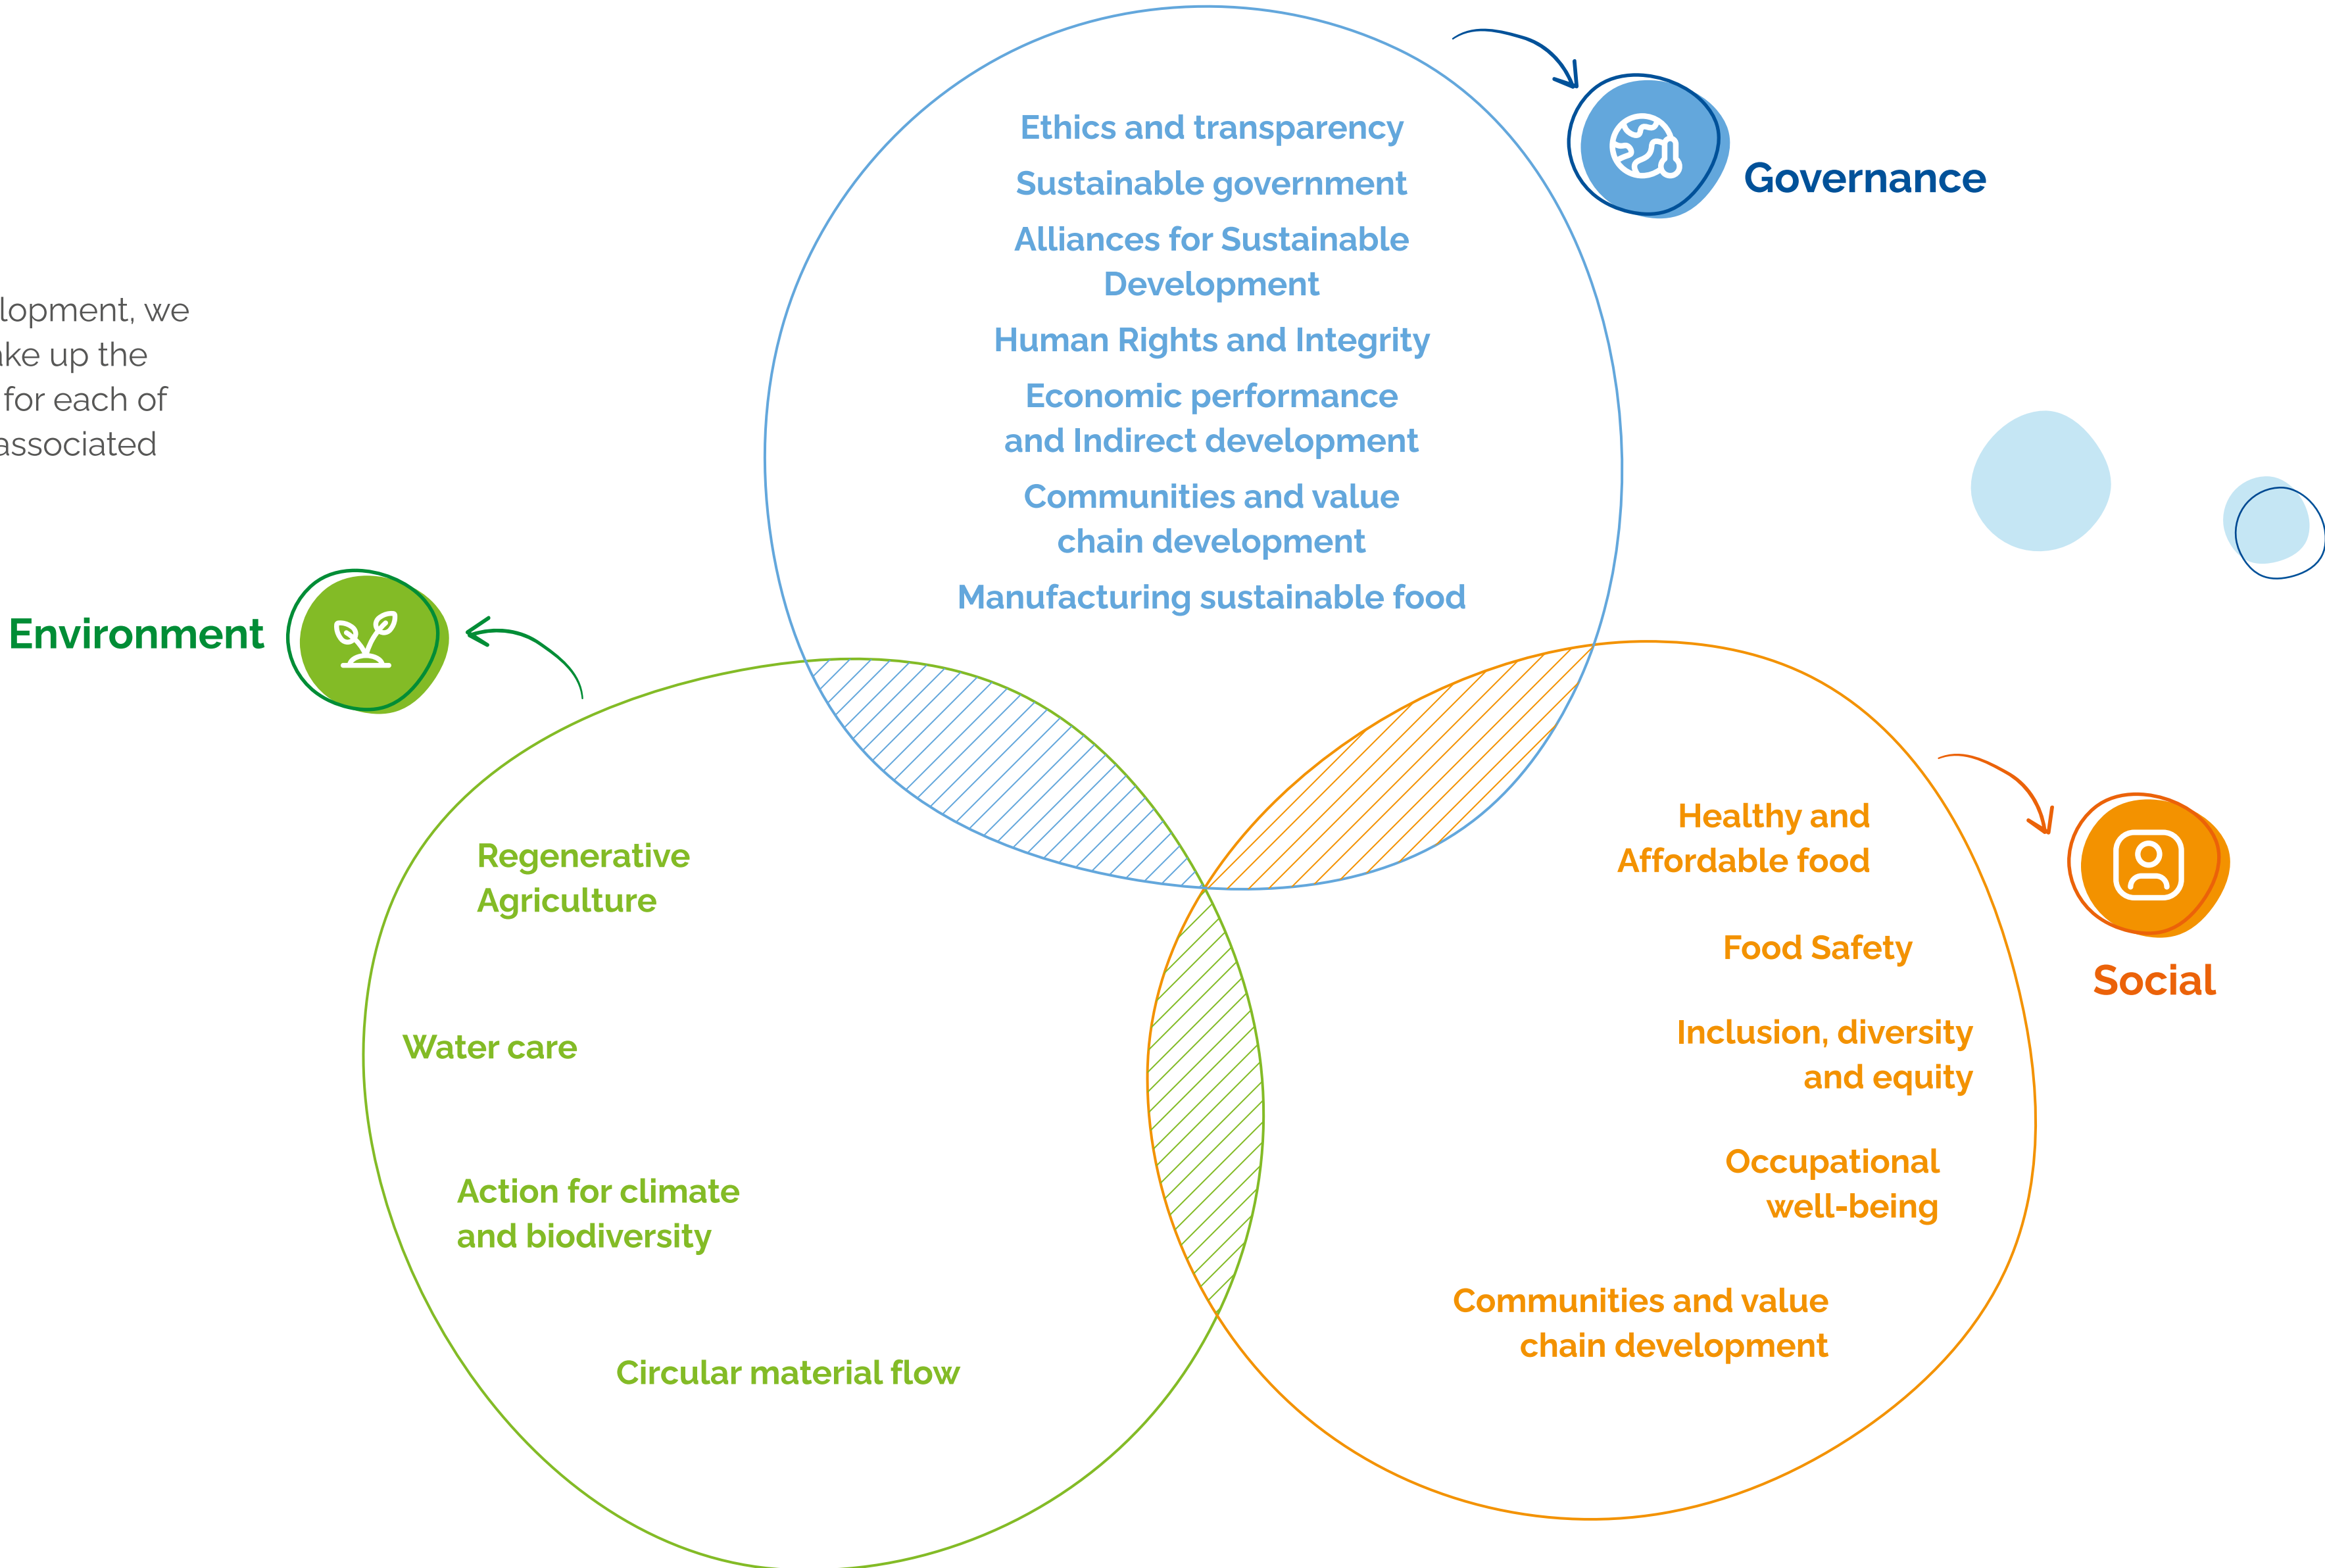 lopment, we
ke up the
for each of
associated
Ethics and transparency
Sustainable government
Alliances for Sustainable
Development
Human Rights and Integrity
Economic performance
and Indirect development
Communities and value
chain development
Manufacturing sustainable food
Governance
Environment
Regenerative
Agriculture
Water care
Action for climate
and biodiversity
Circular material flow
Healthy and
Affordable food
Food Safety
Inclusion, diversity
and equity
Occupational
well-being
Communities and value
chain development
Social